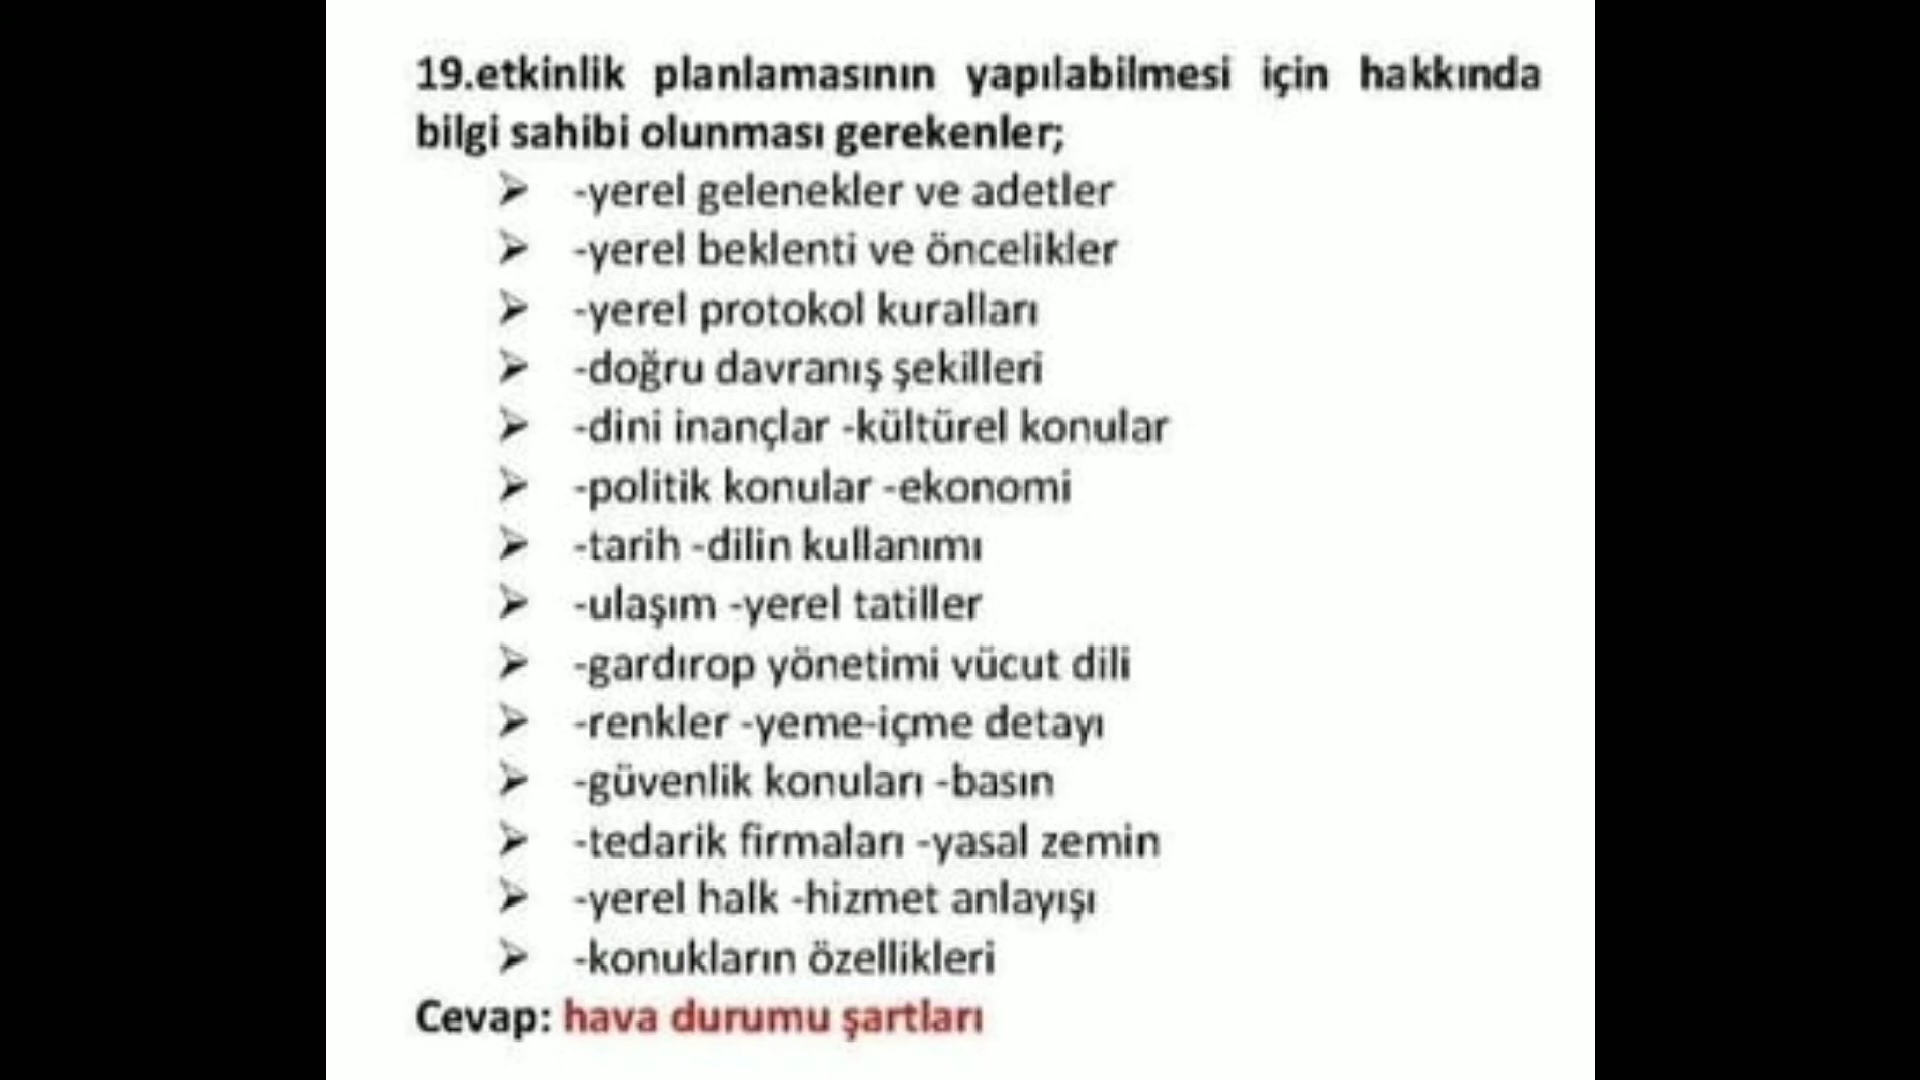 19.etkinlik planlamasının yapılabilmesi için hakkında
bilgi sahibi olunması gerekenler;
➢ -yerel gelenekler ve adetler
➢ -yerel beklenti ve öncelikler
➢ -yerel protokol kuralları
➢ -doğru davranış şekilleri
➢ -dini inançlar -kültürel konular
➢ -politik konular -ekonomi
➢ -tarih -dilin kullanımı
➢ -ulaşım -yerel tatiller
➢ -gardırop yönetimi vücut dili
➢ -renkler -yeme-içme detayı
➢ -güvenlik konuları -basın
➢ -tedarik firmaları -yasal zemin
➢ -yerel halk -hizmet anlayışı
➢ -konukların özellikleri
Cevap: hava durumu şartları